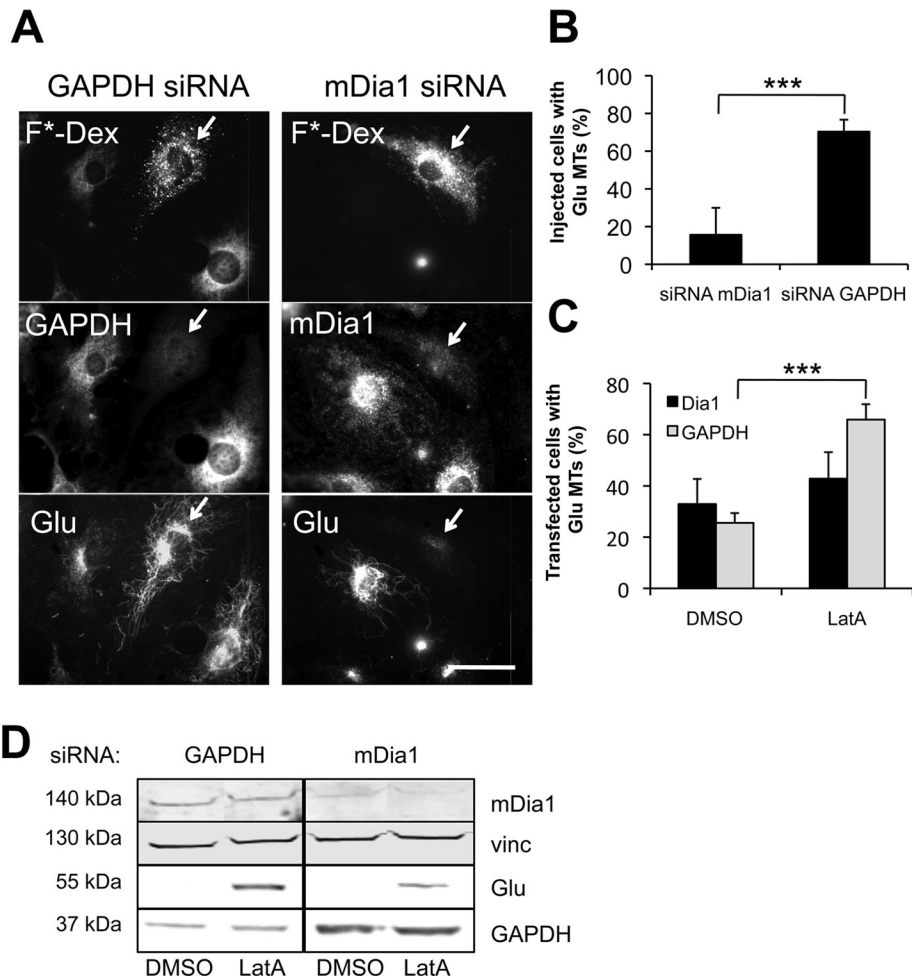 A
GAPDH siRNA
mDia1 siRNA
F*-Dex
F*-Dex
GAPDH
mDia1
Glu
Glu
B
Injected cells with
Glu MTs (%)
100
80
60
40
20
0
***
siRNA mDia1
siRNA GAPDH
C
Transfected cells with
Glu MTs (%)
80
60
40
20
0
Dia1
GAPDH
***
DMSO
LatA
D
siRNA:
GAPDH
mDia1
140 kDa
mDia1
130 kDa
vinc
55 kDa
Glu
37 kDa
GAPDH
DMSO
LatA
DMSO
LatA